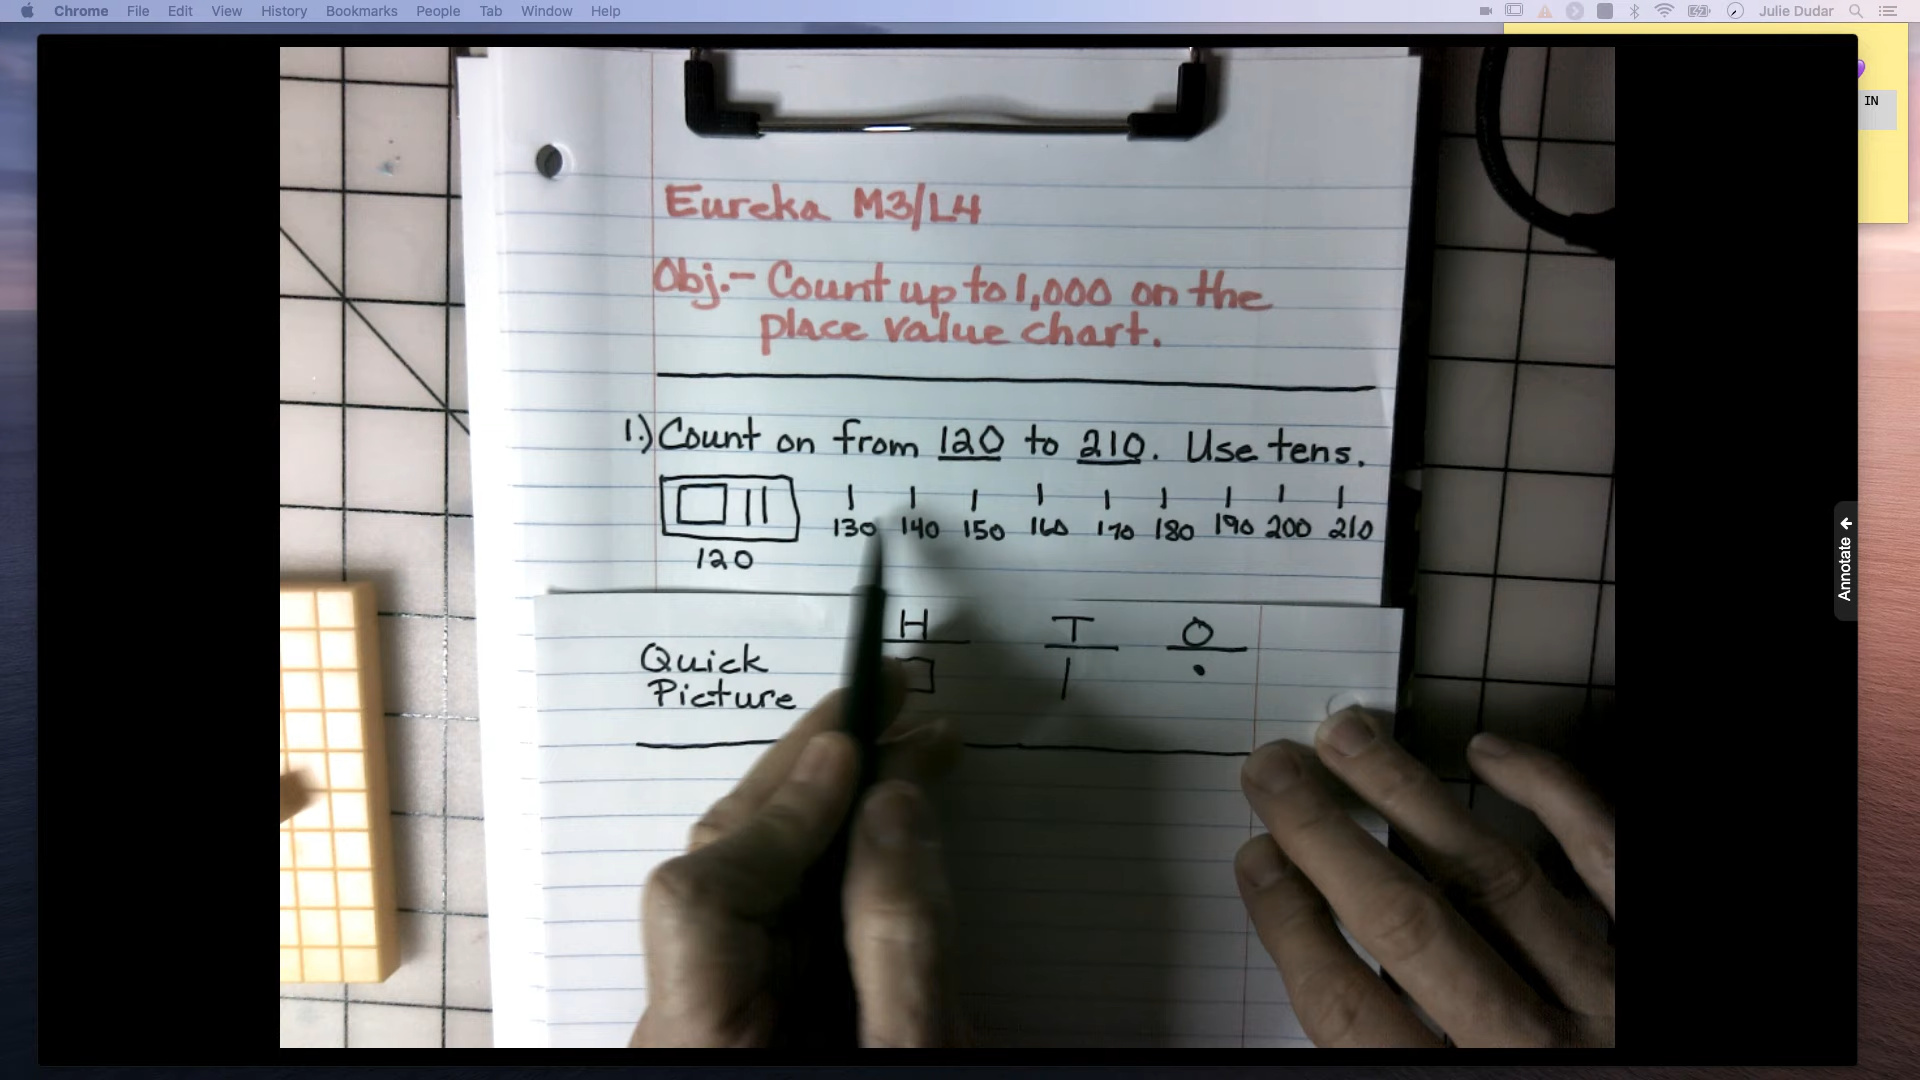 Chrome File Edit View History Bookmarks People Tab Window Help Julie Dudar
IN
Eureka M3/L4
Obj.- Count up to 1,000 on the
place value chart.
1.) Count on from 120 to 210. Use tens.
130 140 150 160 170 180 190 200 210
120
H T O
Quick
Picture
Annotate